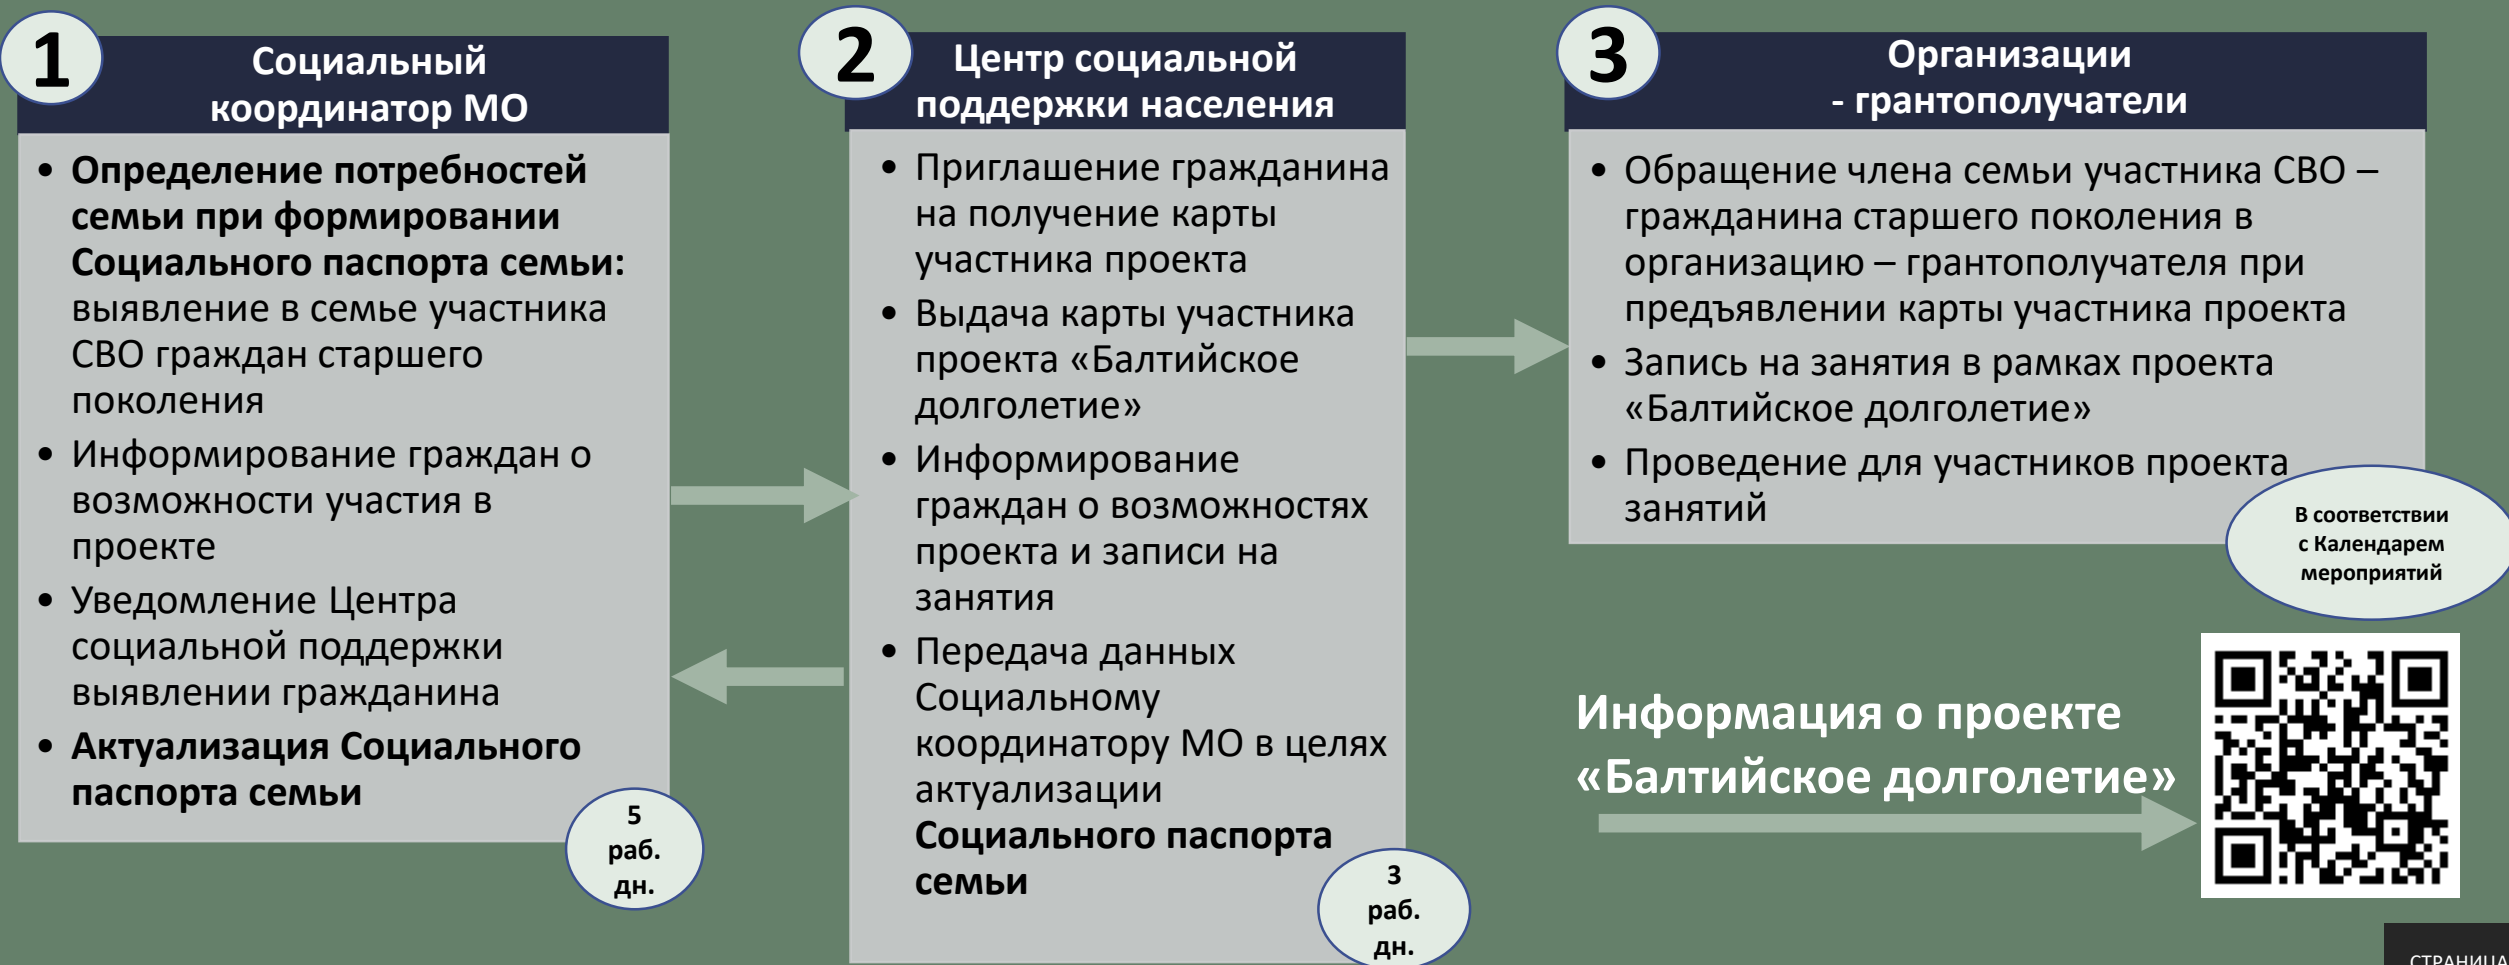 1
Социальный
координатор МО
• Определение потребностей
семьи при формировании
Социального паспорта семьи:
выявление в семье участника
СВО граждан старшего
поколения
• Информирование граждан о
возможности участия в
проекте
• Уведомление Центра
социальной поддержки
выявлении гражданина
• Актуализация Социального
паспорта семьи
5
раб.
дн.
2
Центр социальной
поддержки населения
• Приглашение гражданина
на получение карты
участника проекта
• Выдача карты участника
проекта «Балтийское
долголетие»
• Информирование
граждан о возможностях
проекта и записи на
занятия
• Передача данных
Социальному
координатору МО в целях
актуализации
Социального паспорта
семьи
3
раб.
дн.
3
Организации
- грантополучатели
• Обращение члена семьи участника СВО –
гражданина старшего поколения в
организацию – грантополучателя при
предъявлении карты участника проекта
• Запись на занятия в рамках проекта
«Балтийское долголетие»
• Проведение для участников проекта
занятий
В соответствии
с Календарем
мероприятий
Информация о проекте
«Балтийское долголетие»
СТРАНИЦА